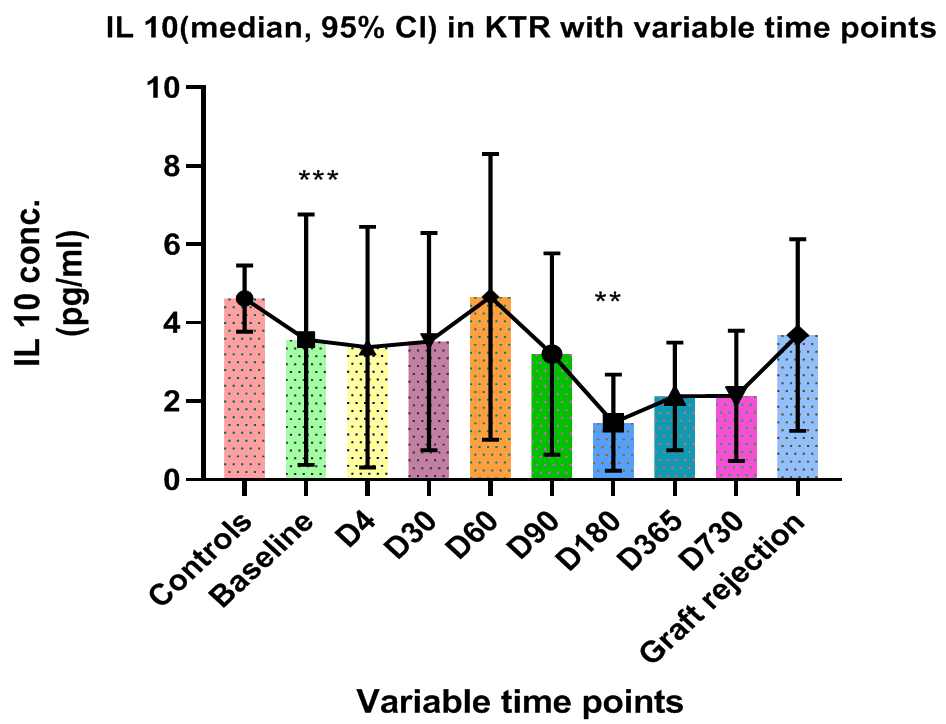 IL 10(median, 95% CI) in KTR with variable time points
IL 10 conc.
(pg/ml)
10
8
6
4
2
0
***
**
Controls
Baseline
D4
D30
D60
D90
D180
D365
D730
Graft rejection
Variable time points